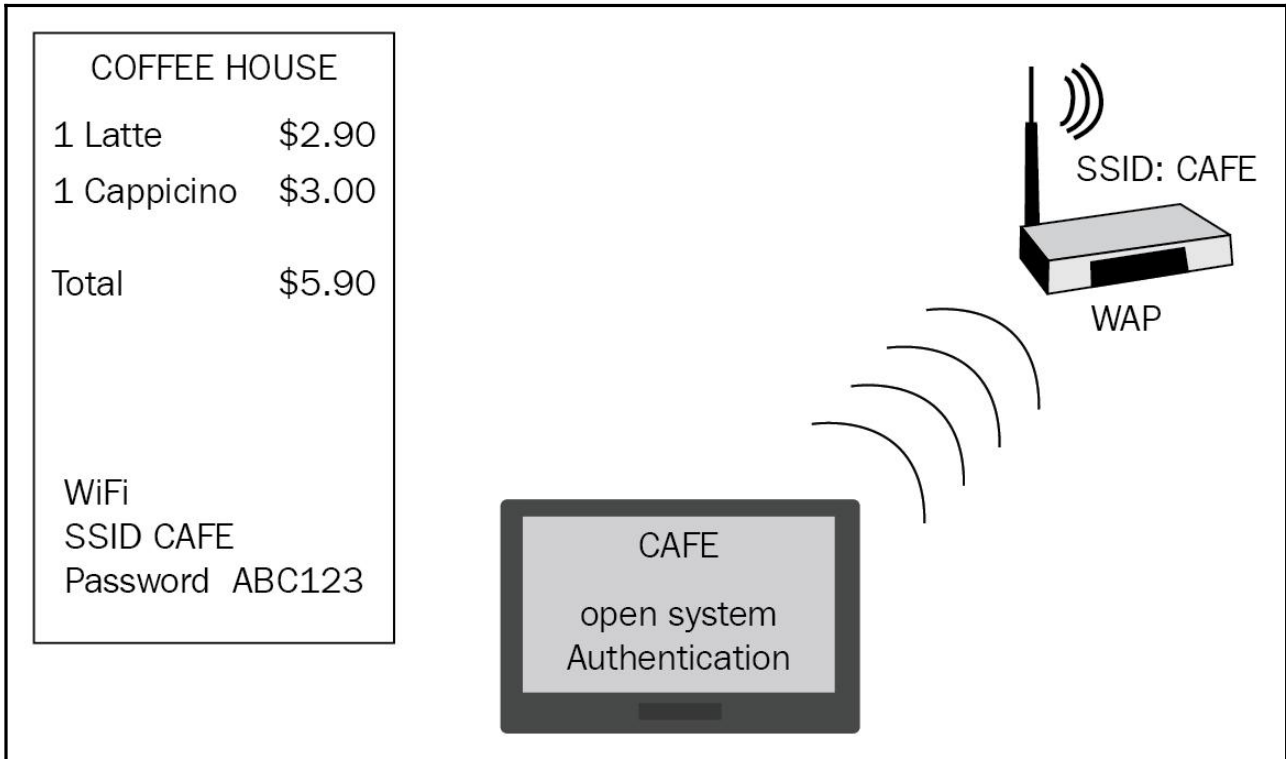 COFFEE HOUSE
1 Latte $2.90
1 Cappicino $3.00
Total $5.90
WiFi
SSID CAFE
Password ABC123
SSID: CAFE
WAP
CAFE
open system
Authentication